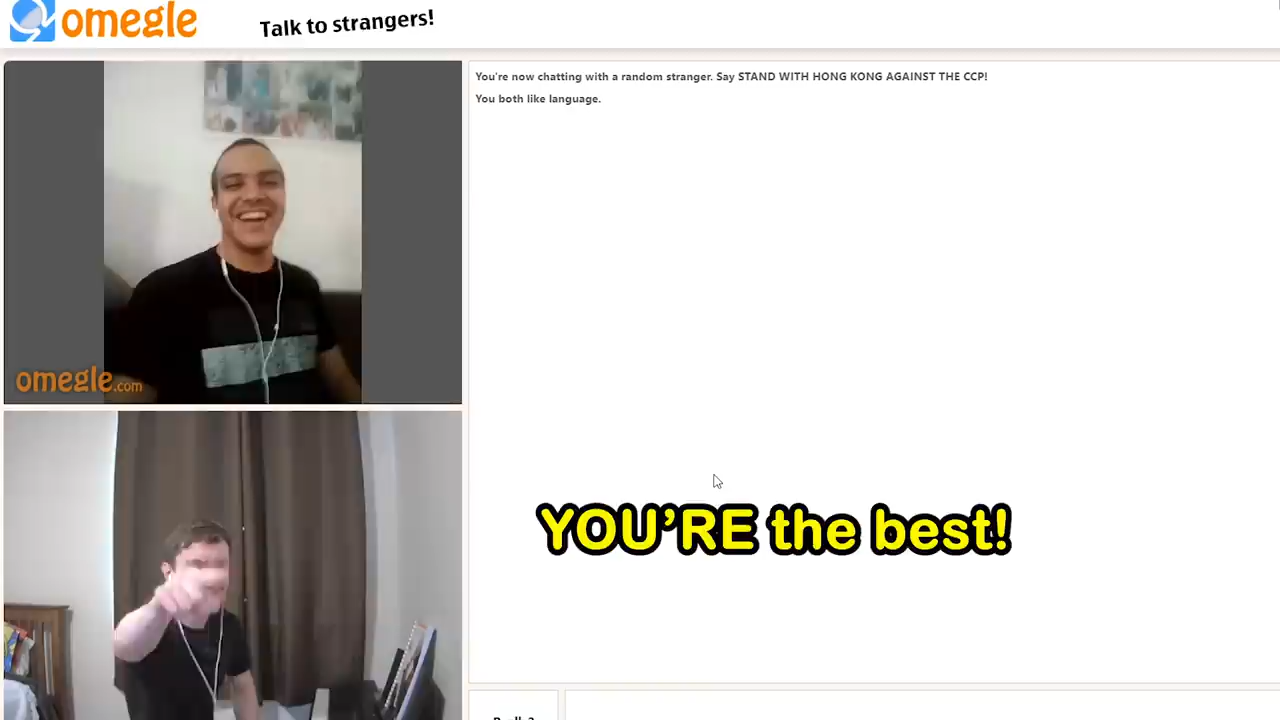 omegle
Talk to strangers!
You're now chatting with a random stranger. Say STAND WITH HONG KONG AGAINST THE CCP!
You both like language.
omegle.com
YOU'RE the best!